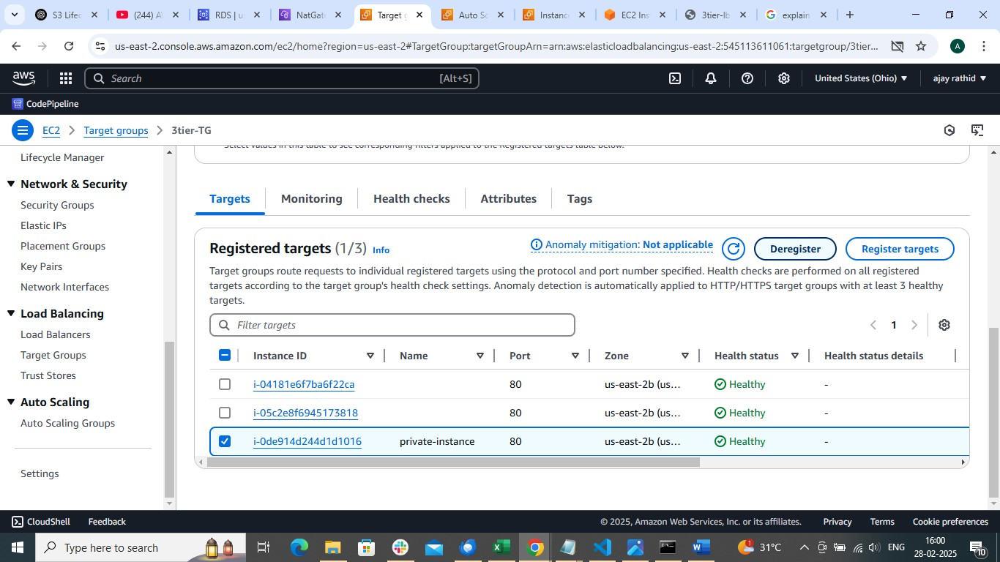 S3 Lifec
(244) A
RDS | u
NatGat
Target g
Auto Sc
Instanc
EC2 Ins
3tier-lb
explain
us-east-2.console.aws.amazon.com/ec2/home?region=us-east-2#TargetGroup:targetGroupArn=arn:aws:elasticloadbalancing:us-east-2:545113611061:targetgroup/3tier...
A
aws
Search [Alt+S]
United States (Ohio)
ajay rathid
CodePipeline
EC2 > Target groups > 3tier-TG
Select values in this table to see corresponding filters applied to the Registered targets table below.
Lifecycle Manager
Network & Security
Security Groups
Elastic IPs
Placement Groups
Key Pairs
Network Interfaces
Load Balancing
Load Balancers
Target Groups
Trust Stores
Auto Scaling
Auto Scaling Groups
Settings
Targets Monitoring Health checks Attributes Tags
Registered targets (1/3) Info
Anomaly mitigation: Not applicable
Deregister
Register targets
Target groups route requests to individual registered targets using the protocol and port number specified. Health checks are performed on all registered
targets according to the target group's health check settings. Anomaly detection is automatically applied to HTTP/HTTPS target groups with at least 3 healthy
targets.
Filter targets
1
Instance ID Name Port Zone Health status Health status details
i-04181e6f7ba6f22ca 80 us-east-2b (us... Healthy -
i-05c2e8f6945173818 80 us-east-2b (us... Healthy -
i-0de914d244d1d1016 private-instance 80 us-east-2b (us... Healthy -
CloudShell Feedback © 2025, Amazon Web Services, Inc. or its affiliates. Privacy Terms Cookie preferences
Type here to search
1
31°C
ENG
16:00
28-02-2025
10